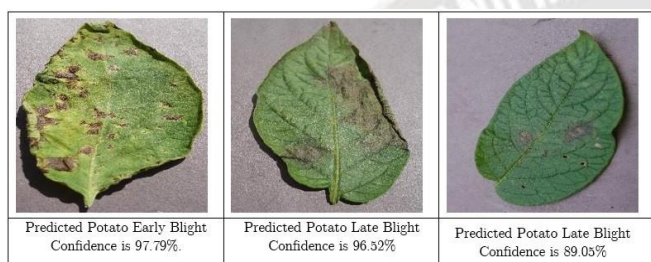 Predicted Potato Early Blight
Confidence is 97.79%.
Predicted Potato Late Blight
Confidence is 96.52%
Predicted Potato Late Blight
Confidence is 89.05%